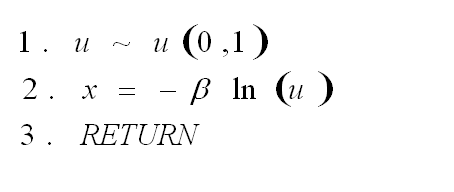 1. u ~ u (0,1)
2. x = - β ln (u)
3. RETURN